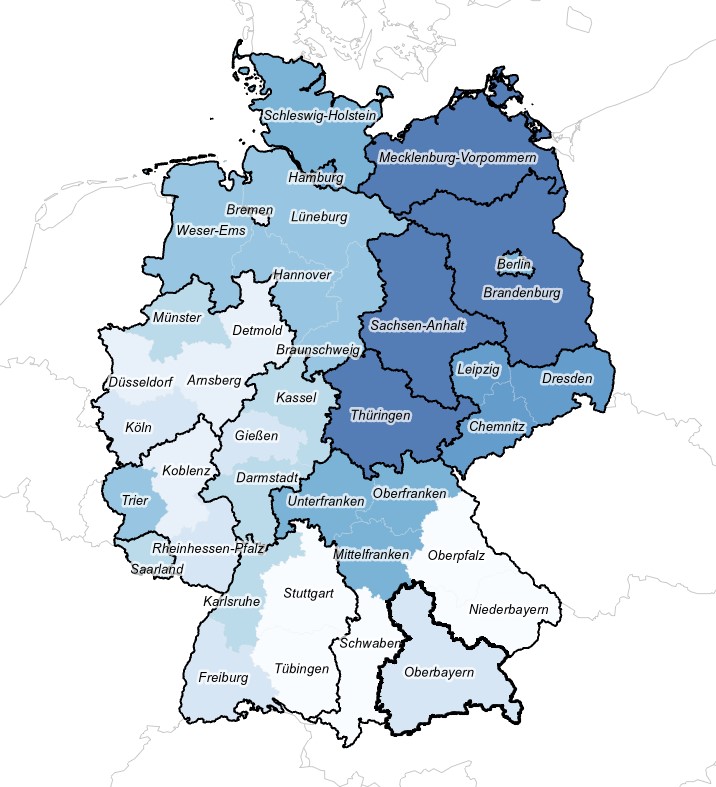 Schleswig-Holstein
Mecklenburg-Vorpommern
Hamburg
Bremen
Lüneburg
Weser-Ems
Berlin
Hannover
Brandenburg
Münster
Detmold
Sachsen-Anhalt
Braunschweig
Leipzig
Düsseldorf
Arnsberg
Dresden
Kassel
Thüringen
Köln
Gießen
Chemnitz
Koblenz
Darmstadt
Oberfranken
Trier
Unterfranken
Rheinhessen-Pfalz
Mittelfranken
Oberpfalz
Saarland
Stuttgart
Karlsruhe
Niederbayern
Schwaben
Tübingen
Oberbayern
Freiburg